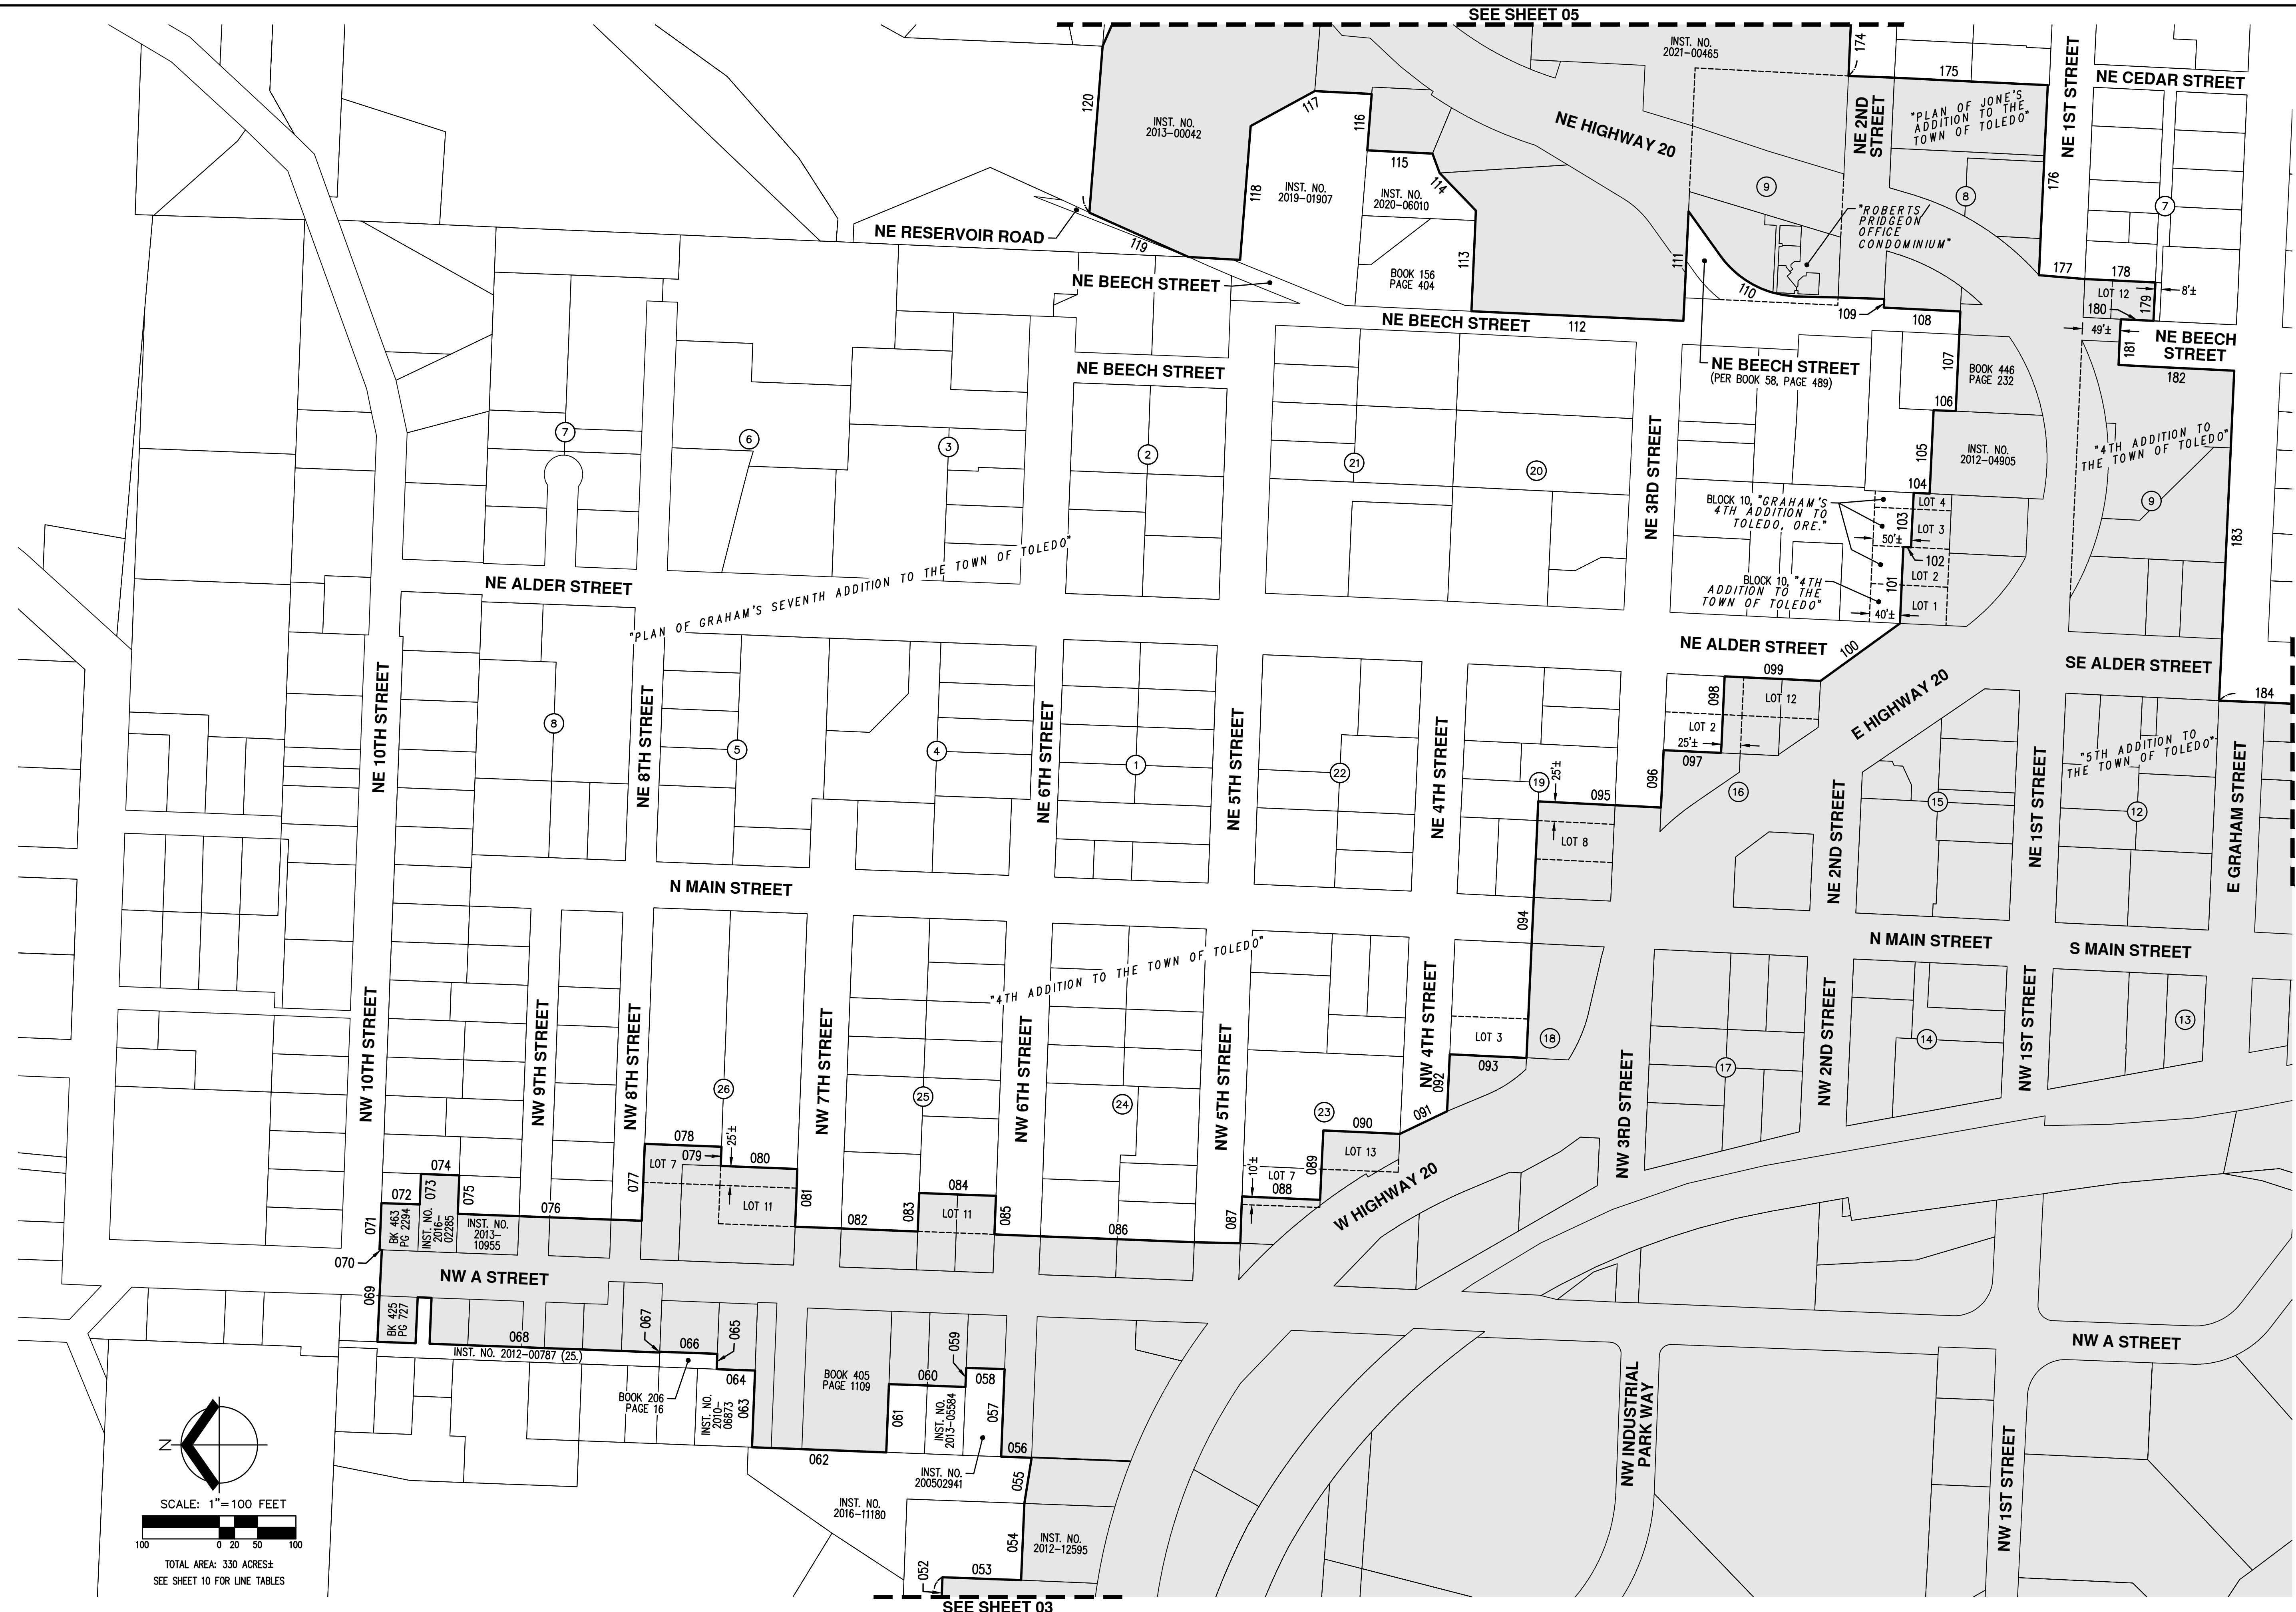 SEE SHEET 05
INST. NO.
2021-00465
174
175
NE 1ST STREET
NE CEDAR STREET
120
INST. NO.
2013-00042
117
116
NE HIGHWAY 20
NE 2ND
STREET
"PLAN OF JONE'S
ADDITION TO THE
TOWN OF TOLEDO"
115
114
118
INST. NO.
2019-01907
INST. NO.
2020-06010
9
8
176
7
"ROBERTS/
PRIDGEON
OFFICE
CONDOMINIUM"
NE RESERVOIR ROAD
119
NE BEECH STREET
BOOK 156
PAGE 404
113
111
110
177
178
LOT 12
179
8'±
180
49'±
181
NE BEECH
STREET
182
NE BEECH STREET
112
109
108
107
NE BEECH STREET
NE BEECH STREET
(PER BOOK 58, PAGE 489)
BOOK 446
PAGE 232
106
105
INST. NO.
2012-04905
"4TH ADDITION TO
THE TOWN OF TOLEDO"
9
7
6
3
2
21
20
NE 3RD STREET
104
BLOCK 10, "GRAHAM'S
4TH ADDITION TO
TOLEDO, ORE."
103
LOT 4
LOT 3
50'±
102
LOT 2
101
LOT 1
BLOCK 10, "4TH
ADDITION TO THE
TOWN OF TOLEDO"
40'±
183
NE ALDER STREET
"PLAN OF GRAHAM'S SEVENTH ADDITION TO THE TOWN OF TOLEDO"
NE ALDER STREET
100
099
SE ALDER STREET
184
098
LOT 12
LOT 2
25'±
097
096
E HIGHWAY 20
NE 10TH STREET
8
NE 8TH STREET
5
4
NE 6TH STREET
1
NE 5TH STREET
22
NE 4TH STREET
19
25'±
095
16
NE 2ND STREET
15
NE 1ST STREET
"5TH ADDITION TO
THE TOWN OF TOLEDO"
12
E GRAHAM STREET
LOT 8
N MAIN STREET
094
N MAIN STREET
S MAIN STREET
"4TH ADDITION TO THE TOWN OF TOLEDO"
NW 10TH STREET
NW 9TH STREET
NW 8TH STREET
26
NW 7TH STREET
25
NW 6TH STREET
24
NW 5TH STREET
23
NW 4TH STREET
LOT 3
18
093
092
091
NW 3RD STREET
17
NW 2ND STREET
14
NW 1ST STREET
13
078
079
25'±
080
090
LOT 13
089
LOT 7
10'±
LOT 7
088
087
W HIGHWAY 20
074
072
073
075
071
BK 463
PG 2294
INST. NO.
2016-
02285
INST. NO.
2013-
10955
076
077
LOT 11
081
082
083
084
LOT 11
085
086
070
NW A STREET
069
BK 425
PG 727
068
067
066
065
INST. NO. 2012-00787 (25.)
064
BOOK 206
PAGE 16
INST. NO.
2010-
06873
063
BOOK 405
PAGE 1109
059
060
058
061
INST. NO.
2013-05584
057
056
062
INST. NO.
200502941
055
INST. NO.
2016-11180
054
INST. NO.
2012-12595
053
052
NW INDUSTRIAL
PARK WAY
NW A STREET
NW 1ST STREET
N
SCALE: 1"=100 FEET
100 0 20 50 100
TOTAL AREA: 330 ACRES±
SEE SHEET 10 FOR LINE TABLES
SEE SHEET 03